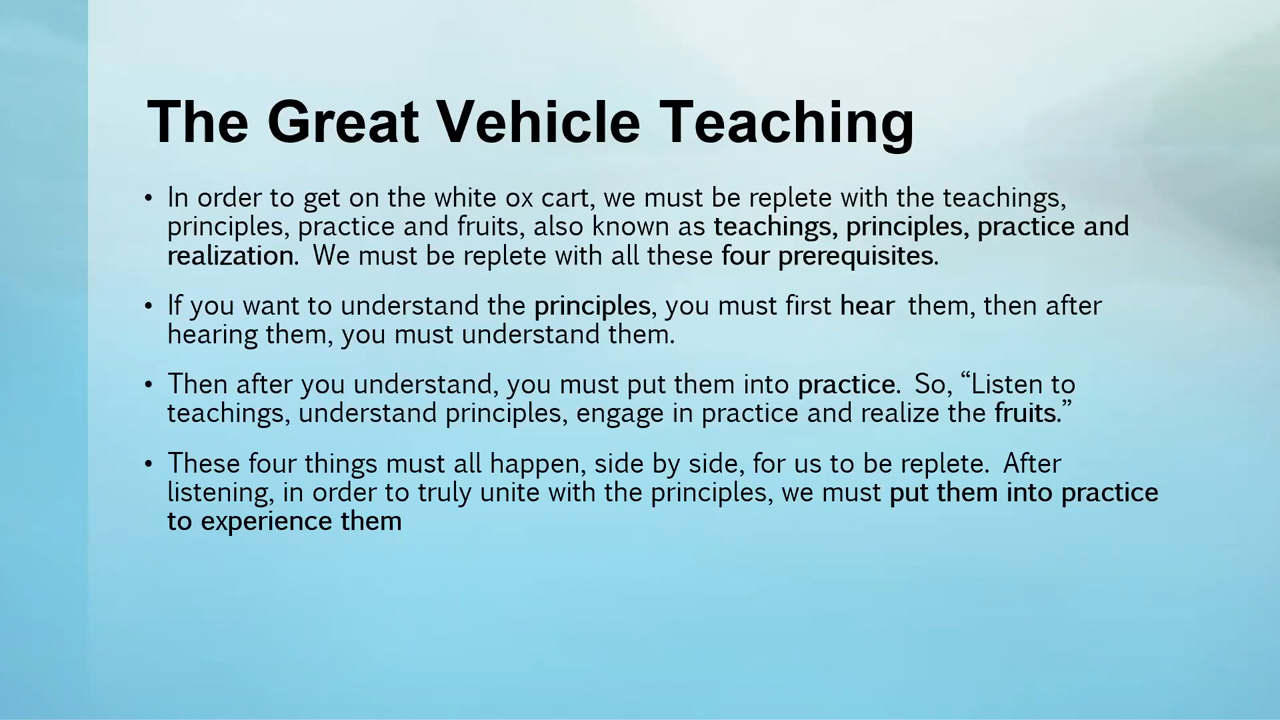 The Great Vehicle Teaching
• In order to get on the white ox cart, we must be replete with the teachings,
principles, practice and fruits, also known as teachings, principles, practice and
realization.  We must be replete with all these four prerequisites.
• If you want to understand the principles, you must first hear  them, then after
hearing them, you must understand them.
• Then after you understand, you must put them into practice.  So, “Listen to
teachings, understand principles, engage in practice and realize the fruits.”
• These four things must all happen, side by side, for us to be replete.  After
listening, in order to truly unite with the principles, we must put them into practice
to experience them